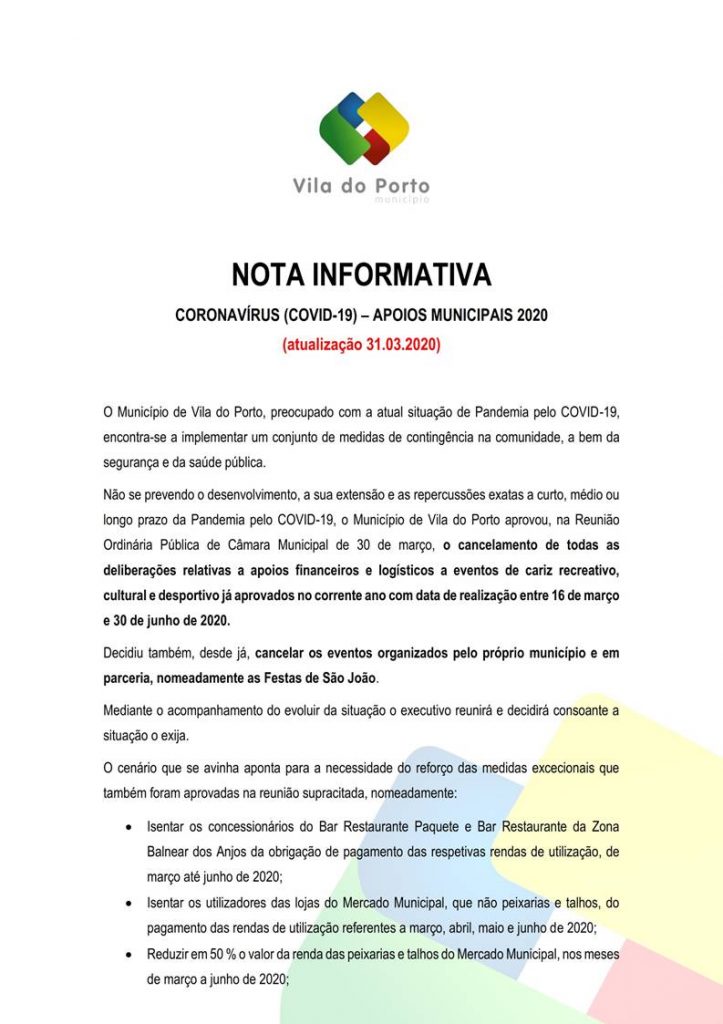 Vila do Porto
município
NOTA INFORMATIVA
CORONAVÍRUS (COVID-19) – APOIOS MUNICIPAIS 2020
(atualização 31.03.2020)
O Município de Vila do Porto, preocupado com a atual situação de Pandemia pelo COVID-19,
encontra-se a implementar um conjunto de medidas de contingência na comunidade, a bem da
segurança e da saúde pública.
Não se prevendo o desenvolvimento, a sua extensão e as repercussões exatas a curto, médio ou
longo prazo da Pandemia pelo COVID-19, o Município de Vila do Porto aprovou, na Reunião
Ordinária Pública de Câmara Municipal de 30 de março, o cancelamento de todas as
deliberações relativas a apoios financeiros e logísticos a eventos de cariz recreativo,
cultural e desportivo já aprovados no corrente ano com data de realização entre 16 de março
e 30 de junho de 2020.
Decidiu também, desde já, cancelar os eventos organizados pelo próprio município e em
parceria, nomeadamente as Festas de São João.
Mediante o acompanhamento do evoluir da situação o executivo reunirá e decidirá consoante a
situação o exija.
O cenário que se avinha aponta para a necessidade do reforço das medidas excecionais que
também foram aprovadas na reunião supracitada, nomeadamente:
• Isentar os concessionários do Bar Restaurante Paquete e Bar Restaurante da Zona
Balnear dos Anjos da obrigação de pagamento das respetivas rendas de utilização, de
março até junho de 2020;
• Isentar os utilizadores das lojas do Mercado Municipal, que não peixarias e talhos, do
pagamento das rendas de utilização referentes a março, abril, maio e junho de 2020;
• Reduzir em 50 % o valor da renda das peixarias e talhos do Mercado Municipal, nos meses
de março a junho de 2020;